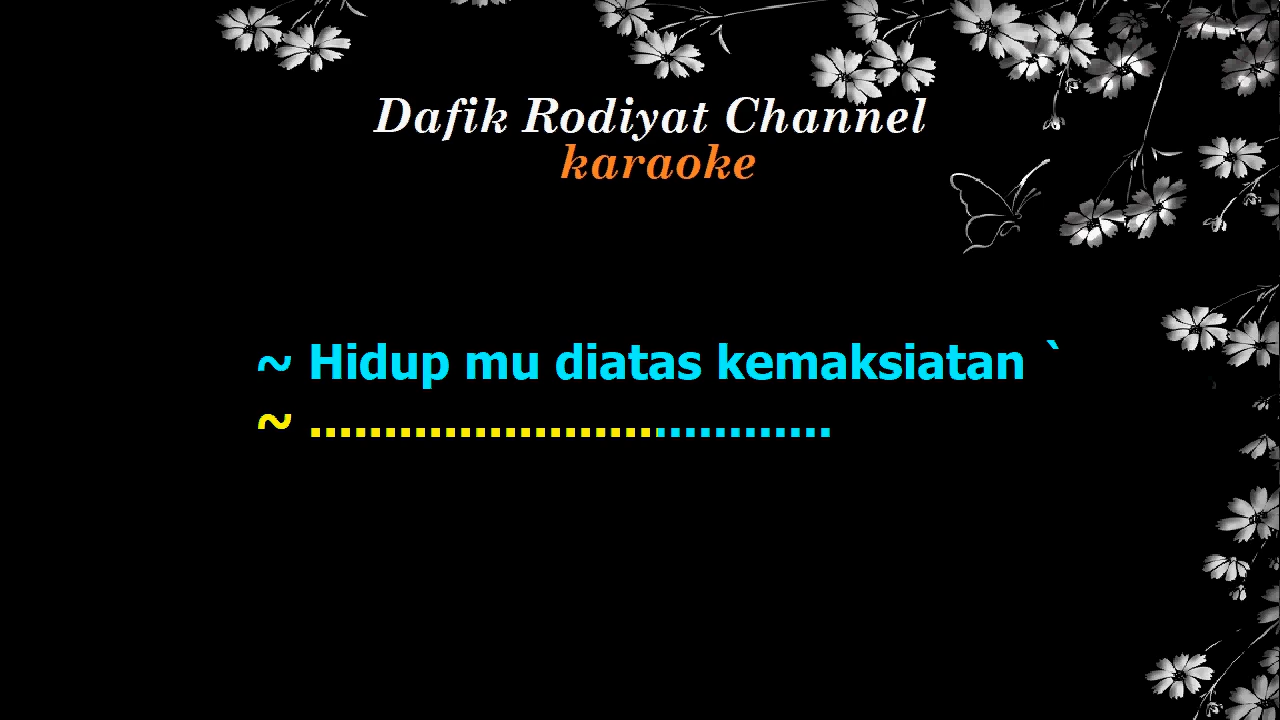 Dafik Rodiyat Channel
karaoke
~ Hidup mu diatas kemaksiatan `
~ ...................................